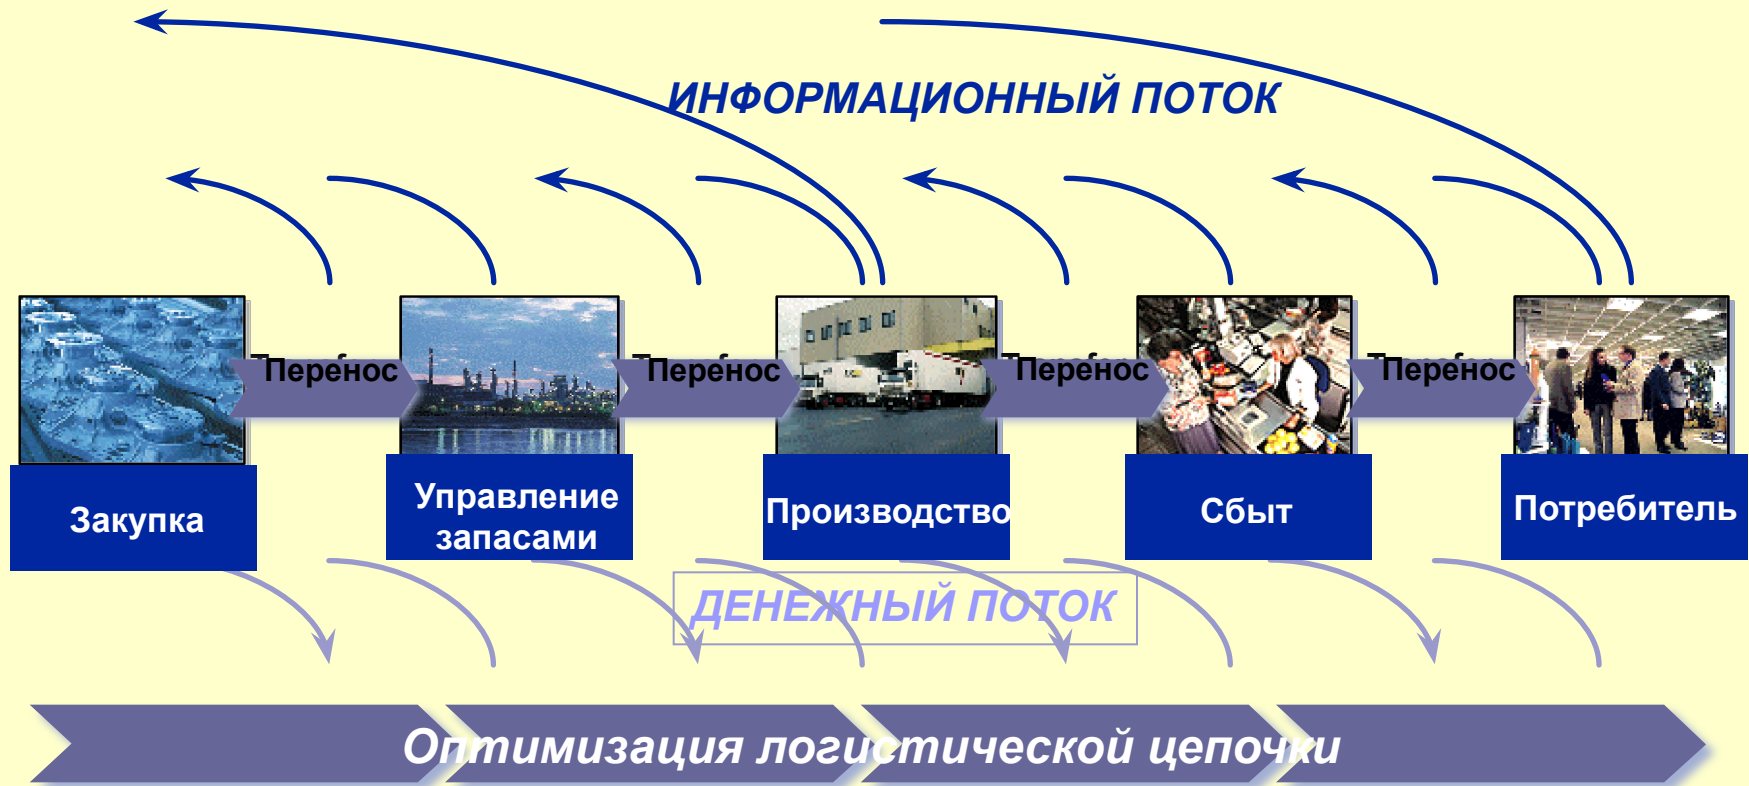 ИНФОРМАЦИОННЫЙ ПОТОК
Перенос
Перенос
Перенос
Перенос
Закупка
Управление
запасами
Производство
Сбыт
Потребитель
ДЕНЕЖНЫЙ ПОТОК
Оптимизация логистической цепочки